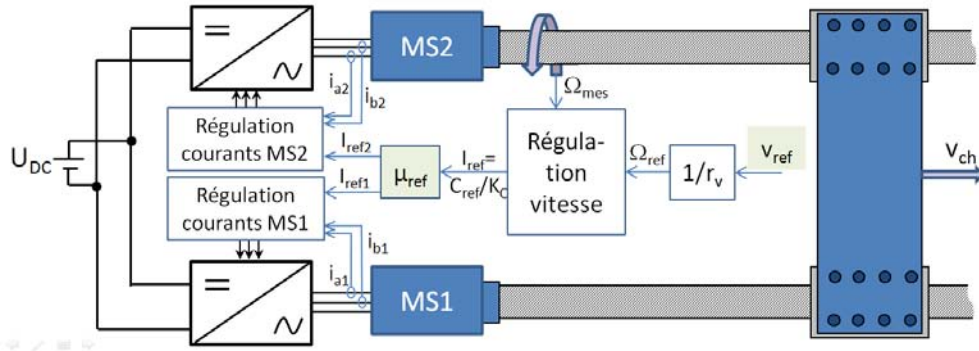 MS2
i_a2
i_b2
Ω_mes
Régulation
courants MS2
I_ref2
U_DC
μ_ref
I_ref=
C_ref/K_C
Régula-
tion
vitesse
Ω_ref
1/r_v
v_ref
v_ch
I_ref1
Régulation
courants MS1
i_b1
i_a1
MS1